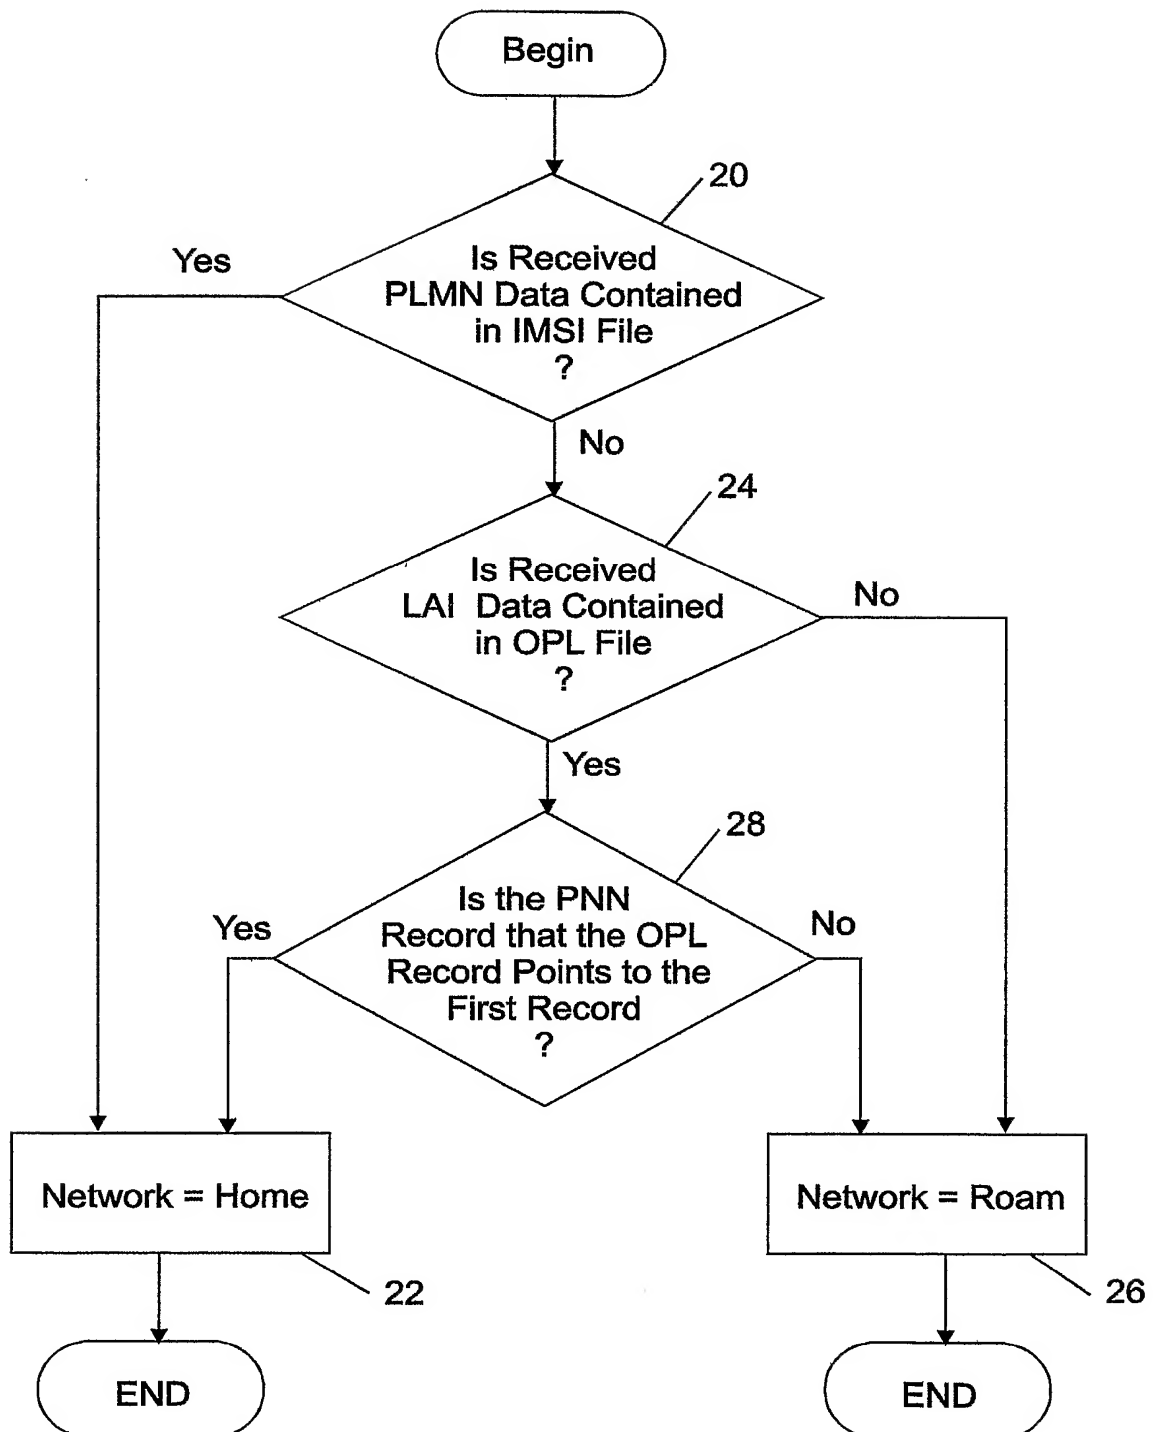 Begin
20
Yes
Is Received
PLMN Data Contained
in IMSI File
?
No
24
Is Received
LAI Data Contained
in OPL File
?
No
Yes
28
Is the PNN
Record that the OPL
Record Points to the
First Record
?
Yes
No
Network = Home
Network = Roam
22
26
END
END